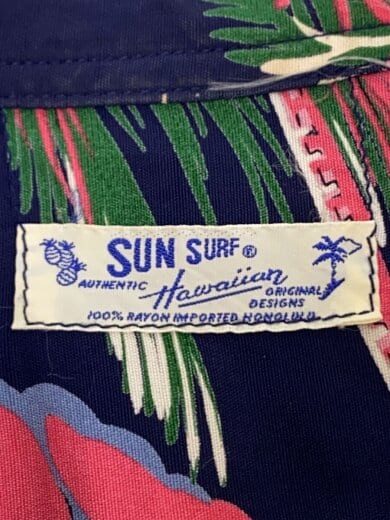 SUN SURF®
AUTHENTIC Hawaiian ORIGINAL
DESIGNS
100% RAYON IMPORTED HONOLULU